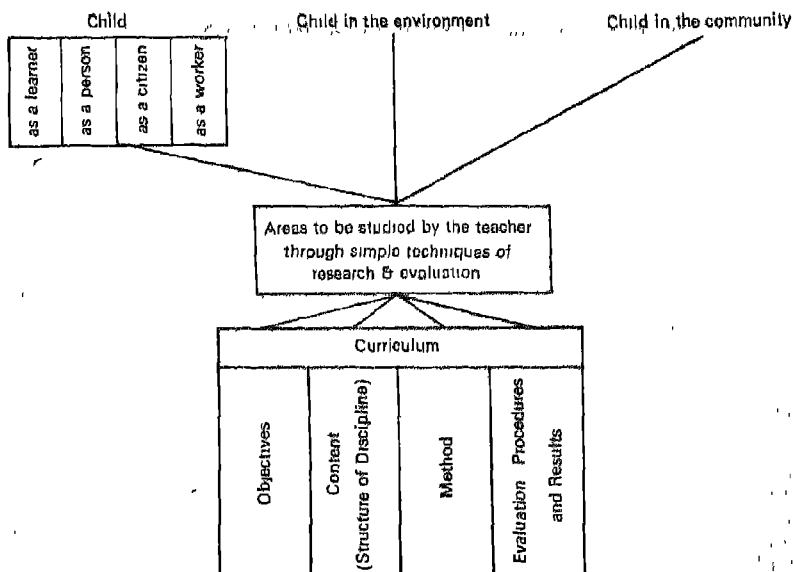 Child
Child in the environment
Child in the community
as a learner
as a person
as a citizen
as a worker
Areas to be studied by the teacher
through simple techniques of
research & evaluation
Curriculum
Objectives
Content
(Structure of Discipline)
Method
Evaluation Procedures
and Results